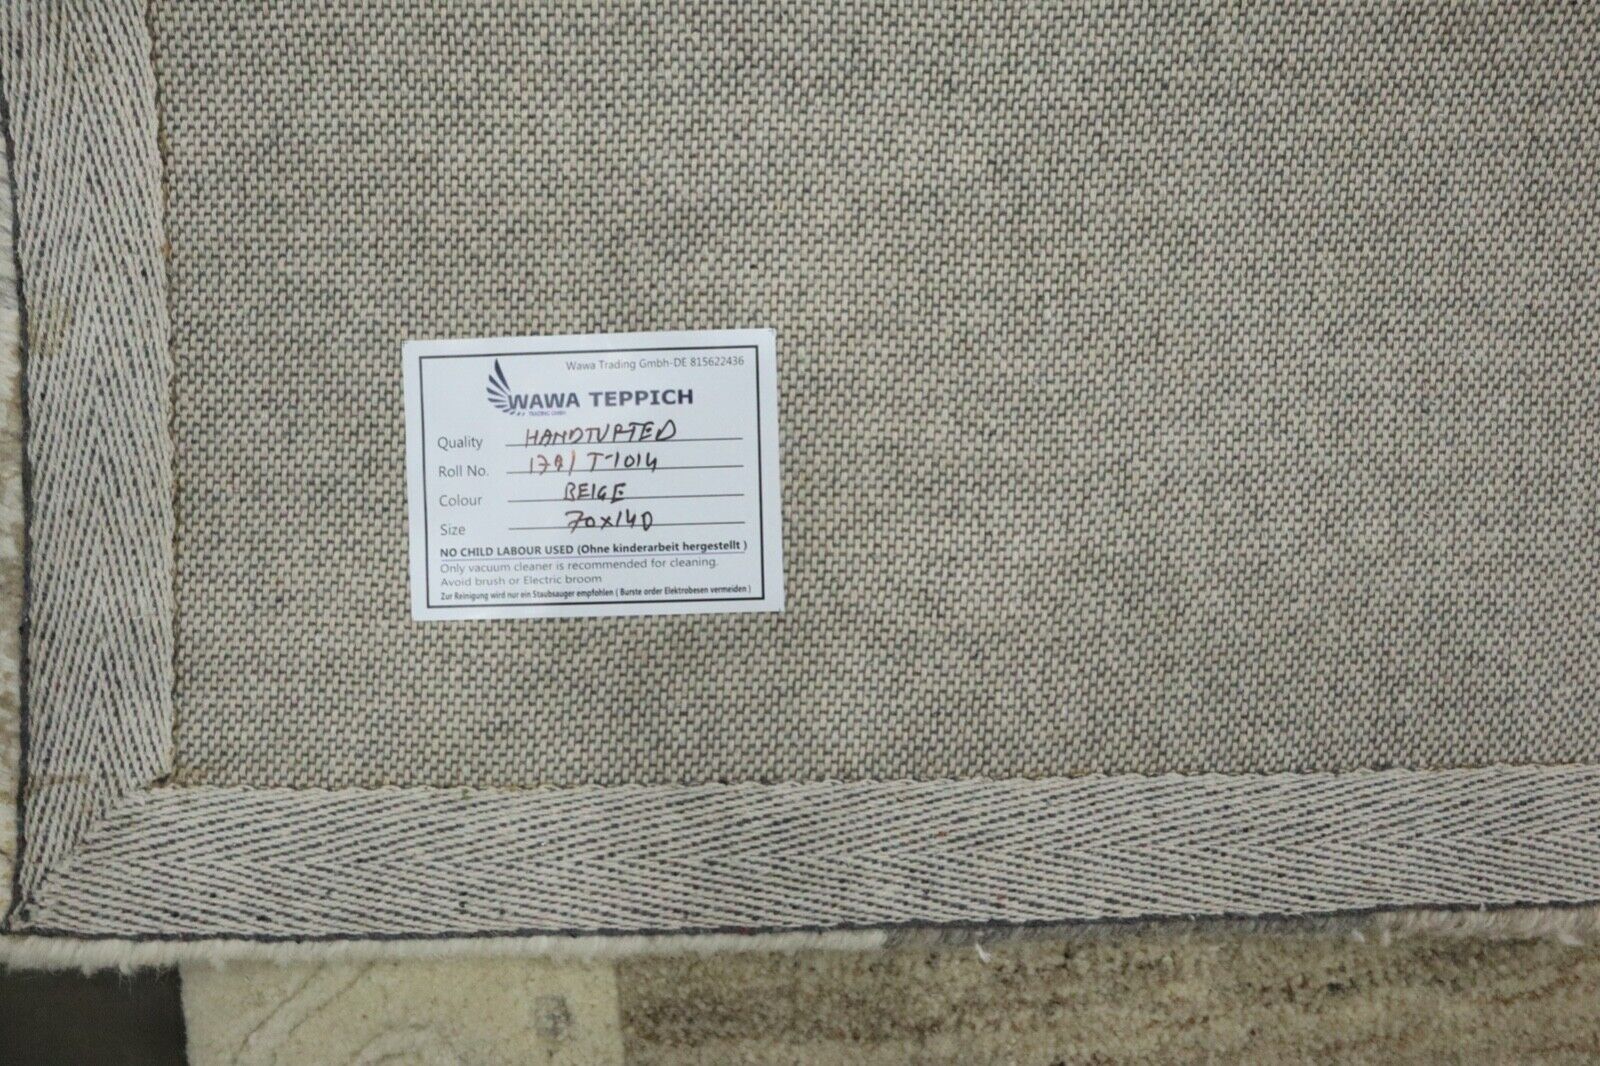 Wawa Trading Gmbh-DE 815622436
WAWA TEPPICH
TRADING GMBH
Quality HANDTUFTED
Roll No. 179/ T-1014
Colour BEIGE
Size 70x140
NO CHILD LABOUR USED (Ohne kinderarbeit hergestellt )
Only vacuum cleaner is recommended for cleaning.
Avoid brush or Electric broom
Zur Reinigung wird nur ein Staubsauger empfohlen ( Burste order Elektrobesen vermeiden )